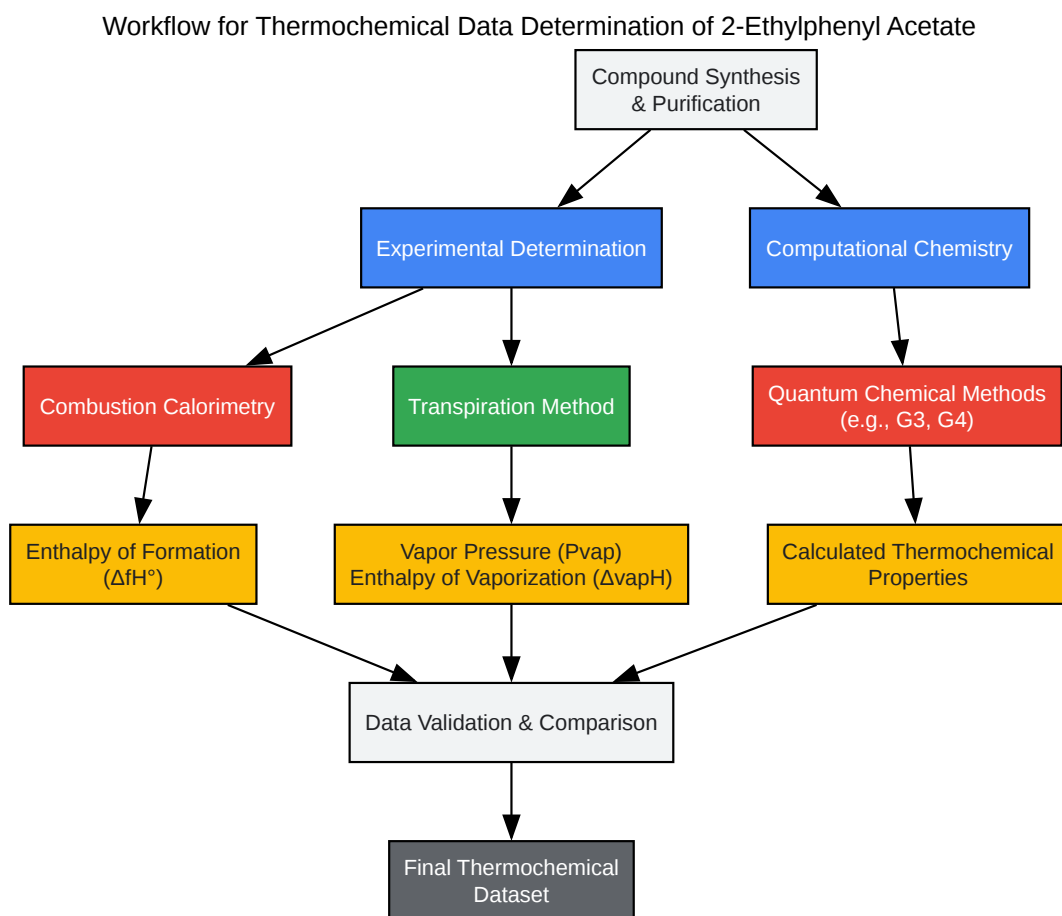 Workflow for Thermochemical Data Determination of 2-Ethylphenyl Acetate
Compound Synthesis
& Purification
Experimental Determination
Computational Chemistry
Combustion Calorimetry
Transpiration Method
Quantum Chemical Methods
(e.g., G3, G4)
Enthalpy of Formation
(ΔfH°)
Vapor Pressure (Pvap)
Enthalpy of Vaporization (ΔvapH)
Calculated Thermochemical
Properties
Data Validation & Comparison
Final Thermochemical
Dataset